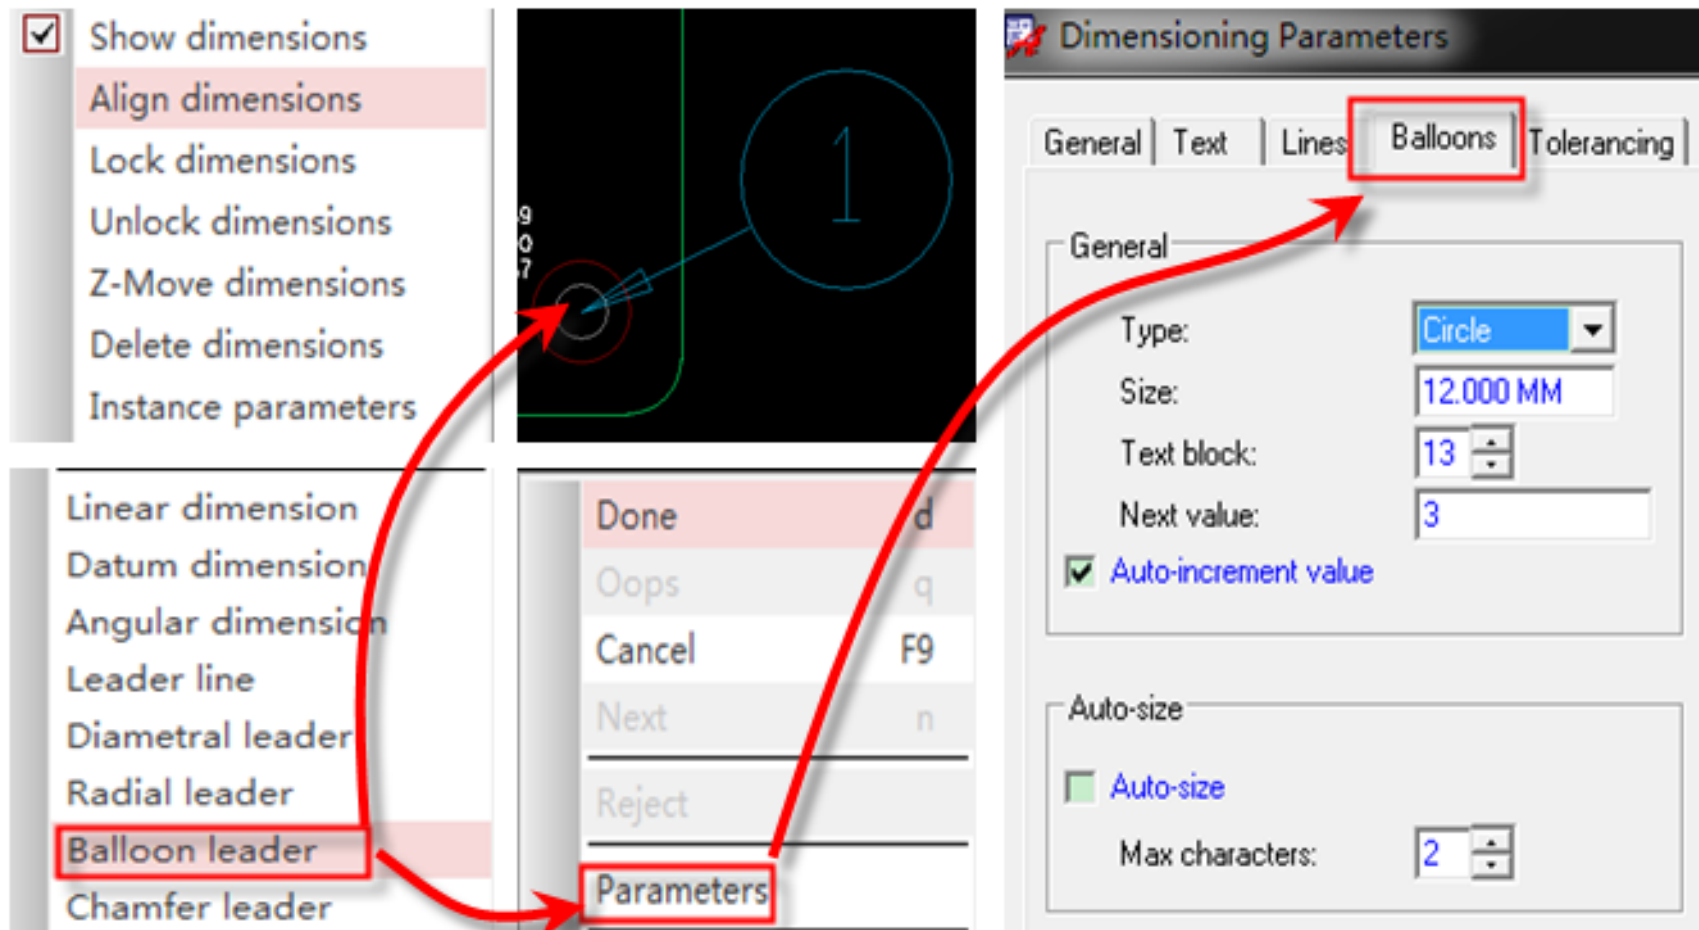 Show dimensions
Align dimensions
Lock dimensions
Unlock dimensions
Z-Move dimensions
Delete dimensions
Instance parameters
1
9
0
7
Linear dimension
Datum dimension
Angular dimension
Leader line
Diametral leader
Radial leader
Balloon leader
Chamfer leader
Done d
Oops q
Cancel F9
Next n
Reject
Parameters
Dimensioning Parameters
General Text Lines Balloons Tolerancing
General
Type: Circle
Size: 12.000 MM
Text block: 13
Next value: 3
Auto-increment value
Auto-size
Auto-size
Max characters: 2